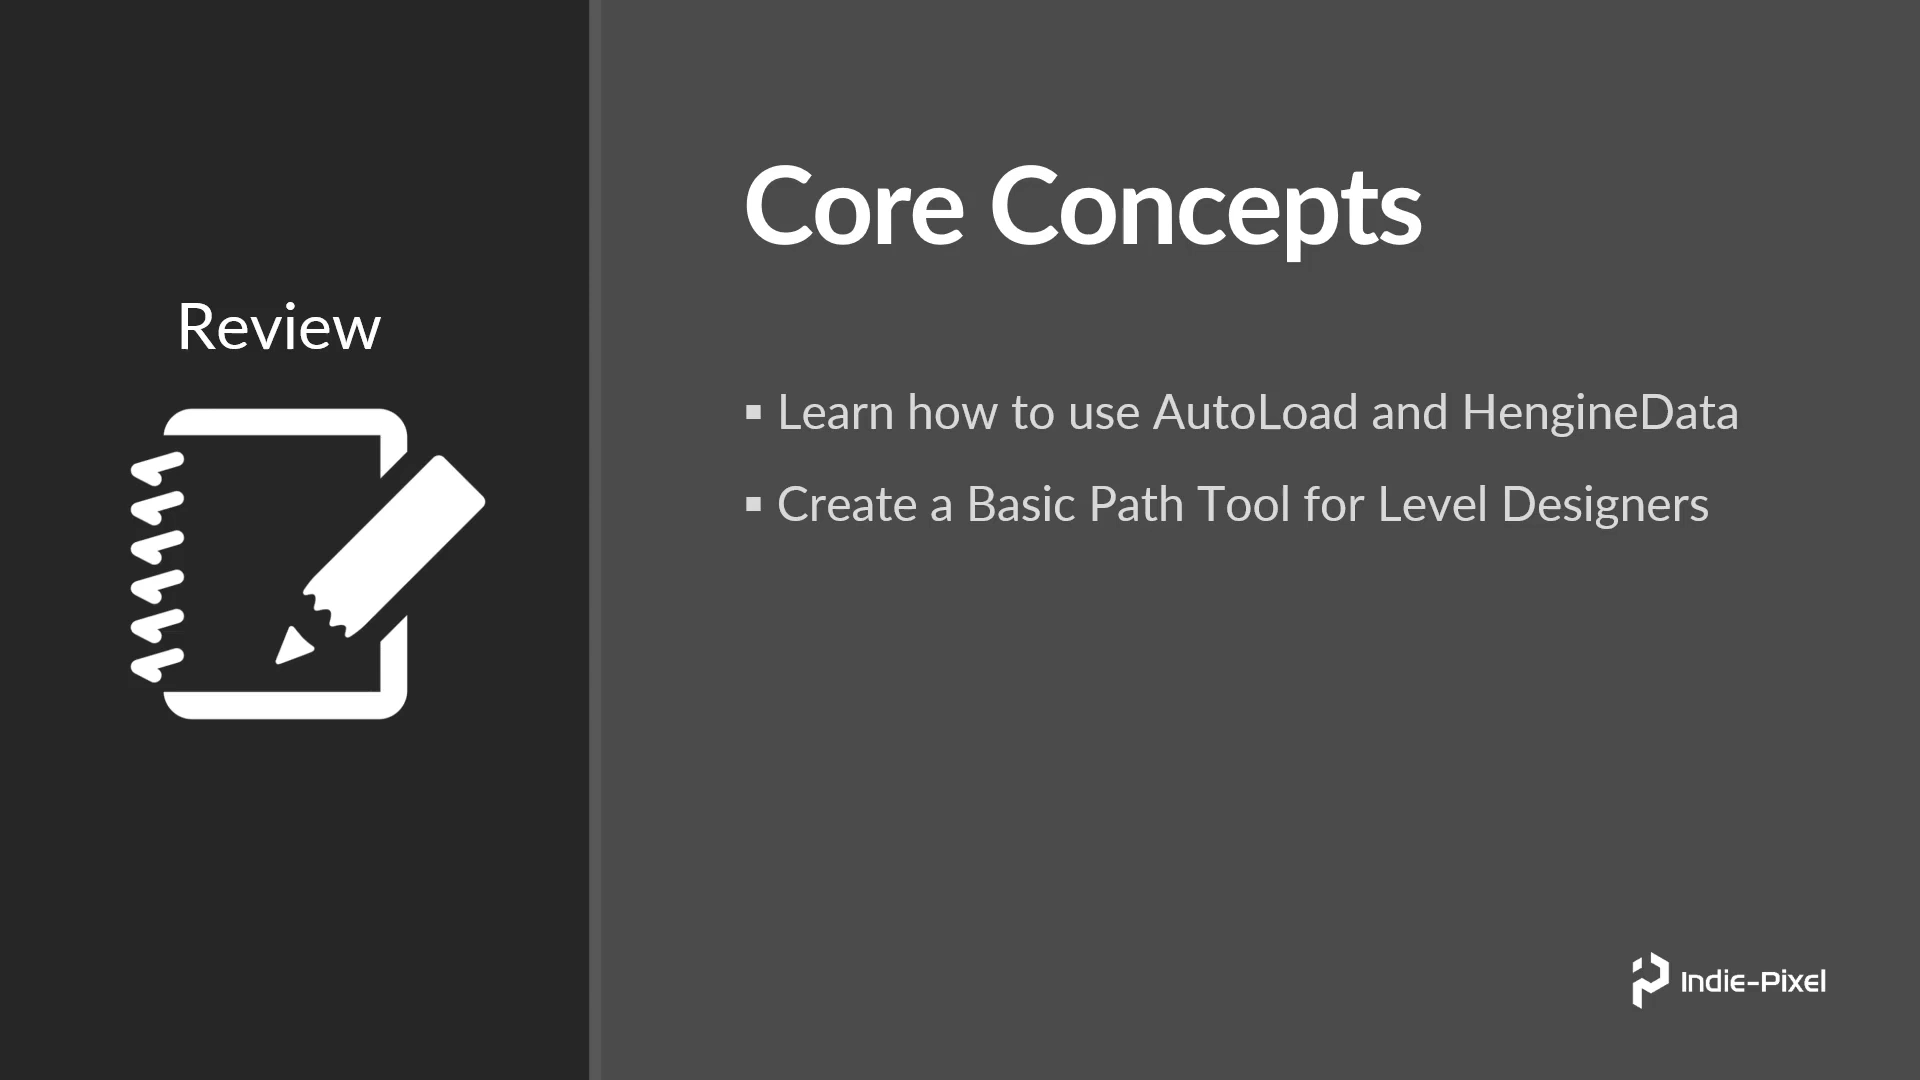 Review
Core Concepts
▪ Learn how to use AutoLoad and HengineData
▪ Create a Basic Path Tool for Level Designers
Indie-Pixel